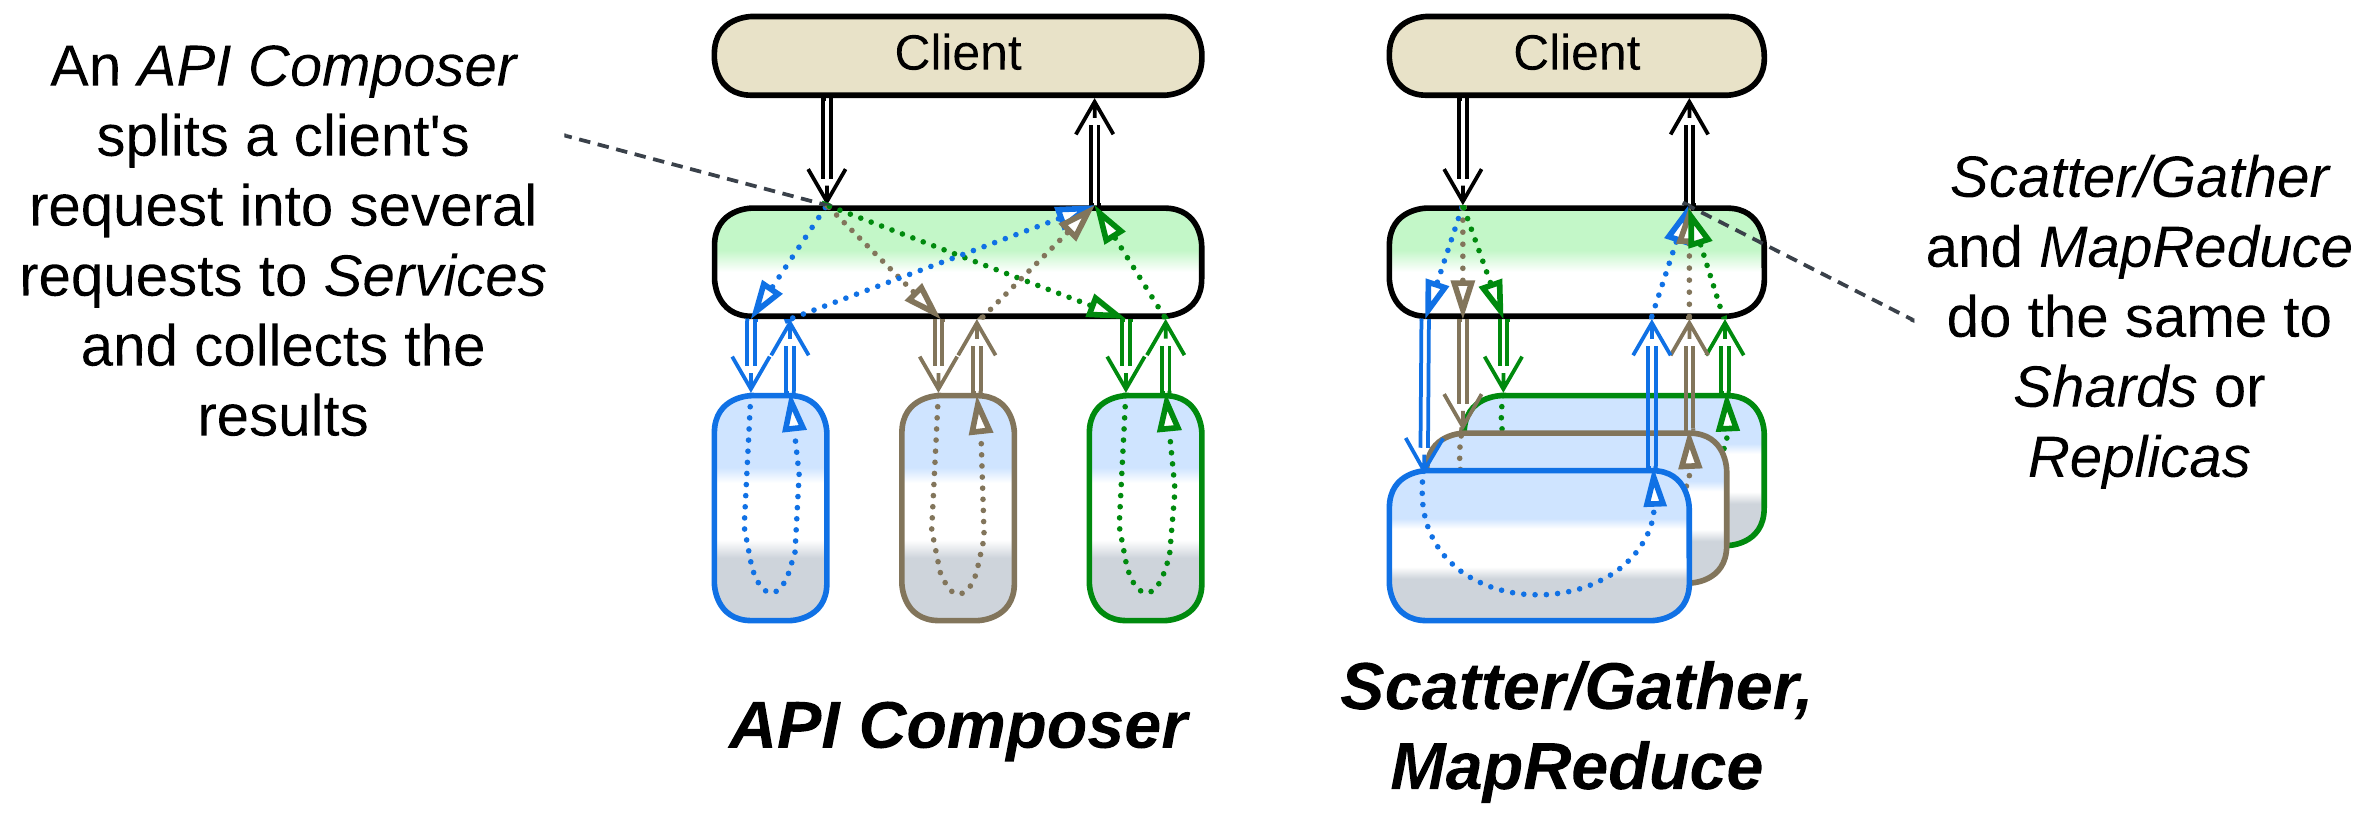 An API Composer
splits a client's
request into several
requests to Services
and collects the
results
Client
Client
Scatter/Gather
and MapReduce
do the same to
Shards or
Replicas
API Composer
Scatter/Gather,
MapReduce